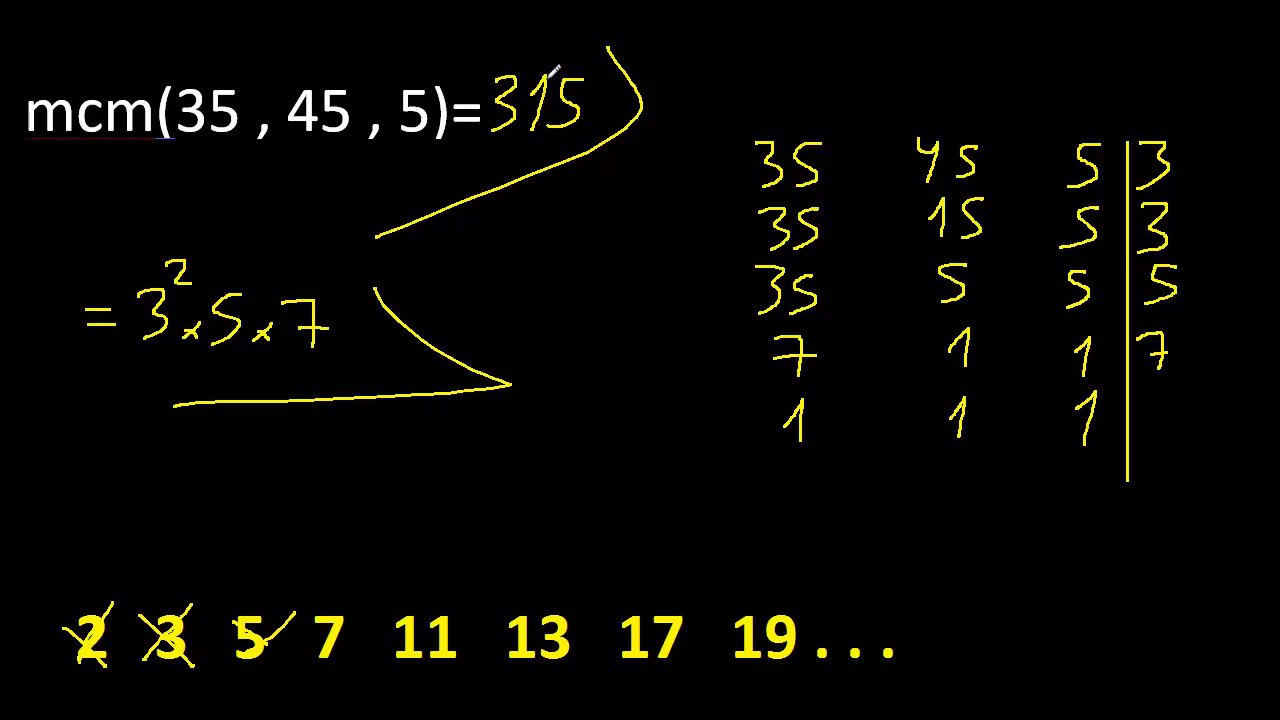 mcm(35 , 45 , 5)=315
35 45 5 | 3
35 15 5 | 3
35 5 5 | 5
7 1 1 | 7
1 1 1 |
= 3² × 5 × 7
2 3 5 7 11 13 17 19 . . .